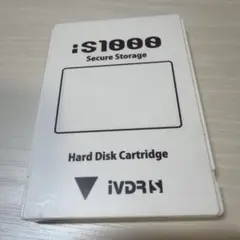 iS1000
Secure Storage
Hard Disk Cartridge
iVDR S